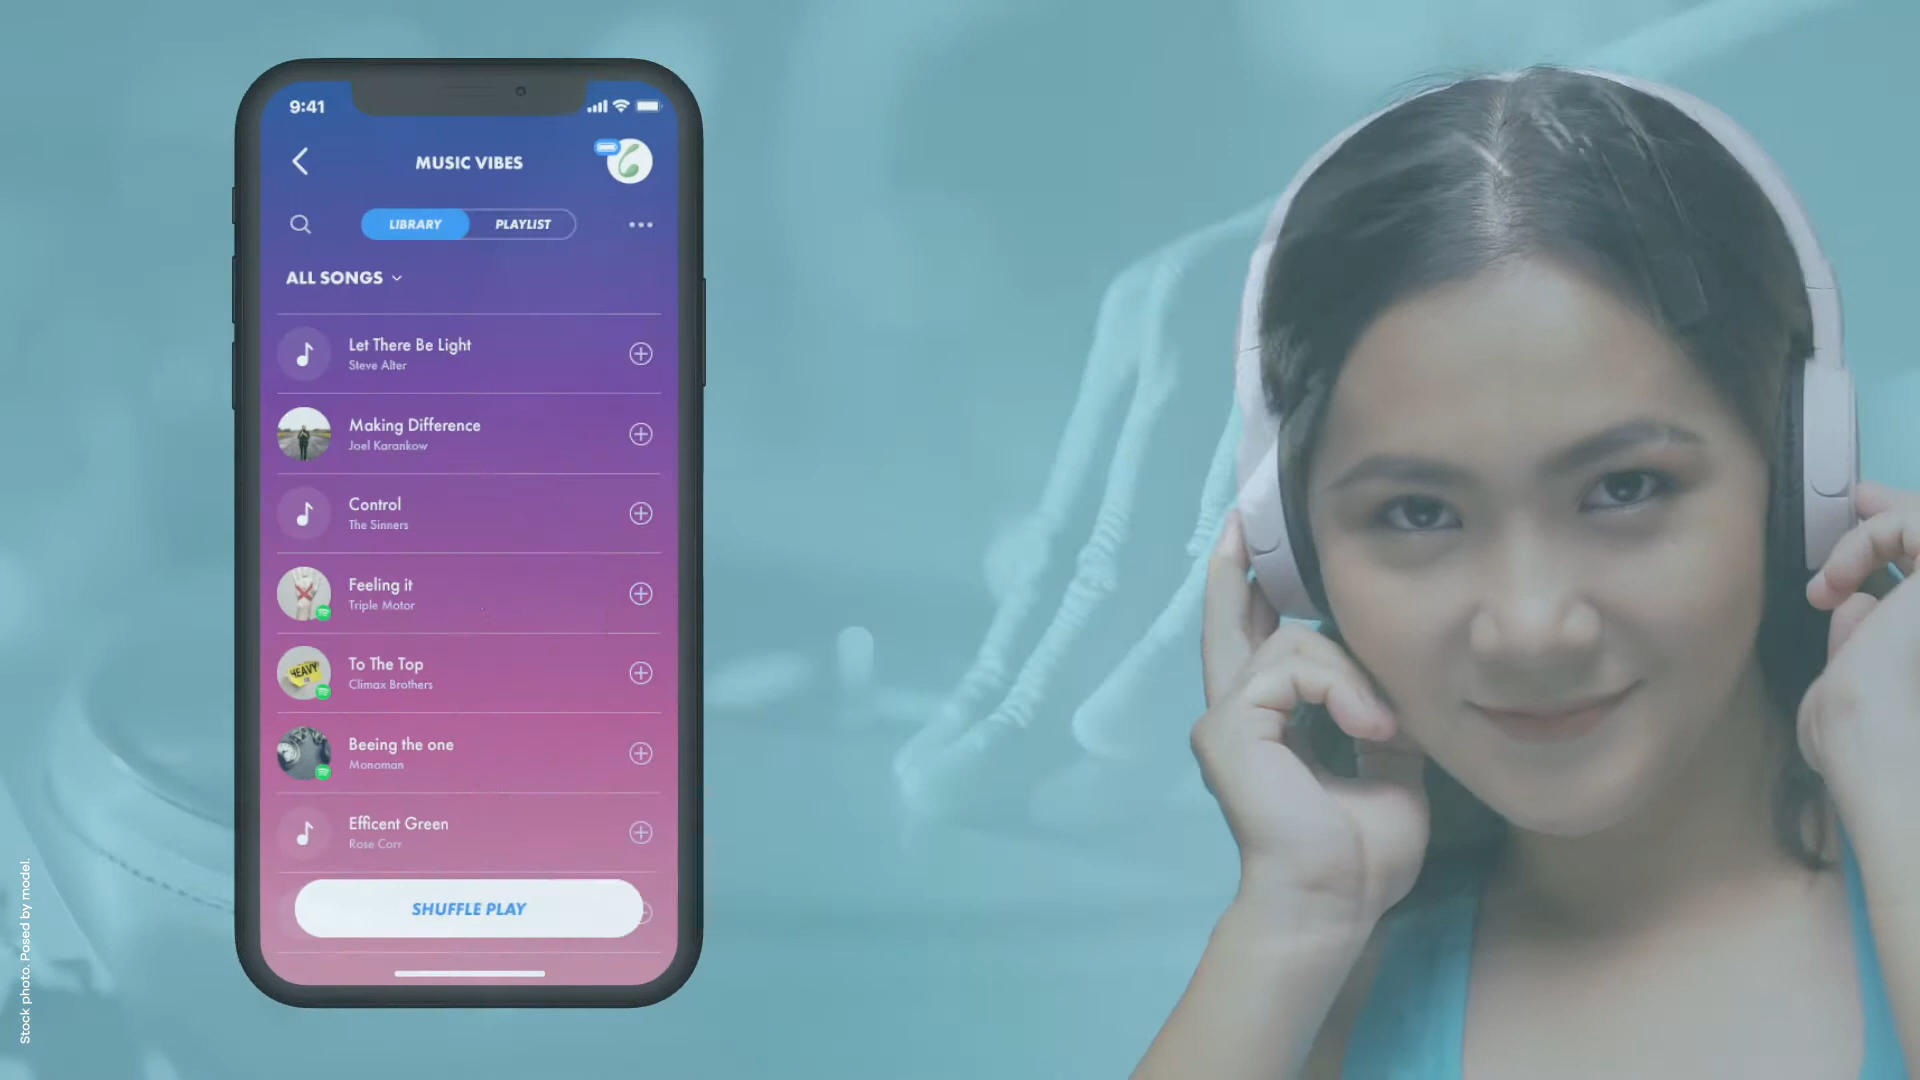 9:41
MUSIC VIBES
LIBRARY
PLAYLIST
ALL SONGS
Let There Be Light
Steve Alter
Making Difference
Joel Karankow
Control
The Sinners
Feeling it
Triple Motor
HEAVY
To The Top
Climax Brothers
Beeing the one
Monoman
Efficent Green
Rose Corr
SHUFFLE PLAY
Stock photo. Posed by model.